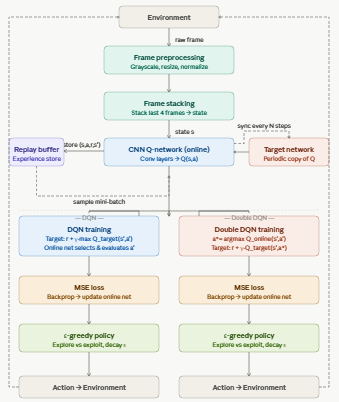 Environment
raw frame
Frame preprocessing
Grayscale, resize, normalize
Frame stacking
Stack last 4 frames → state
state s
sync every N steps
Replay buffer
Experience store
store (s,a,r,s')
CNN Q-network (online)
Conv layers → Q(s,a)
Target network
Periodic copy of Q
sample mini-batch
— DQN —
— Double DQN —
DQN training
Target: r + γ·max Q_target(s',a')
Online net selects & evaluates a'
Double DQN training
a* = argmax Q_online(s',a')
Target: r + γ·Q_target(s',a*)
MSE loss
Backprop → update online net
MSE loss
Backprop → update online net
ε-greedy policy
Explore vs exploit, decay ε
ε-greedy policy
Explore vs exploit, decay ε
Action → Environment
Action → Environment